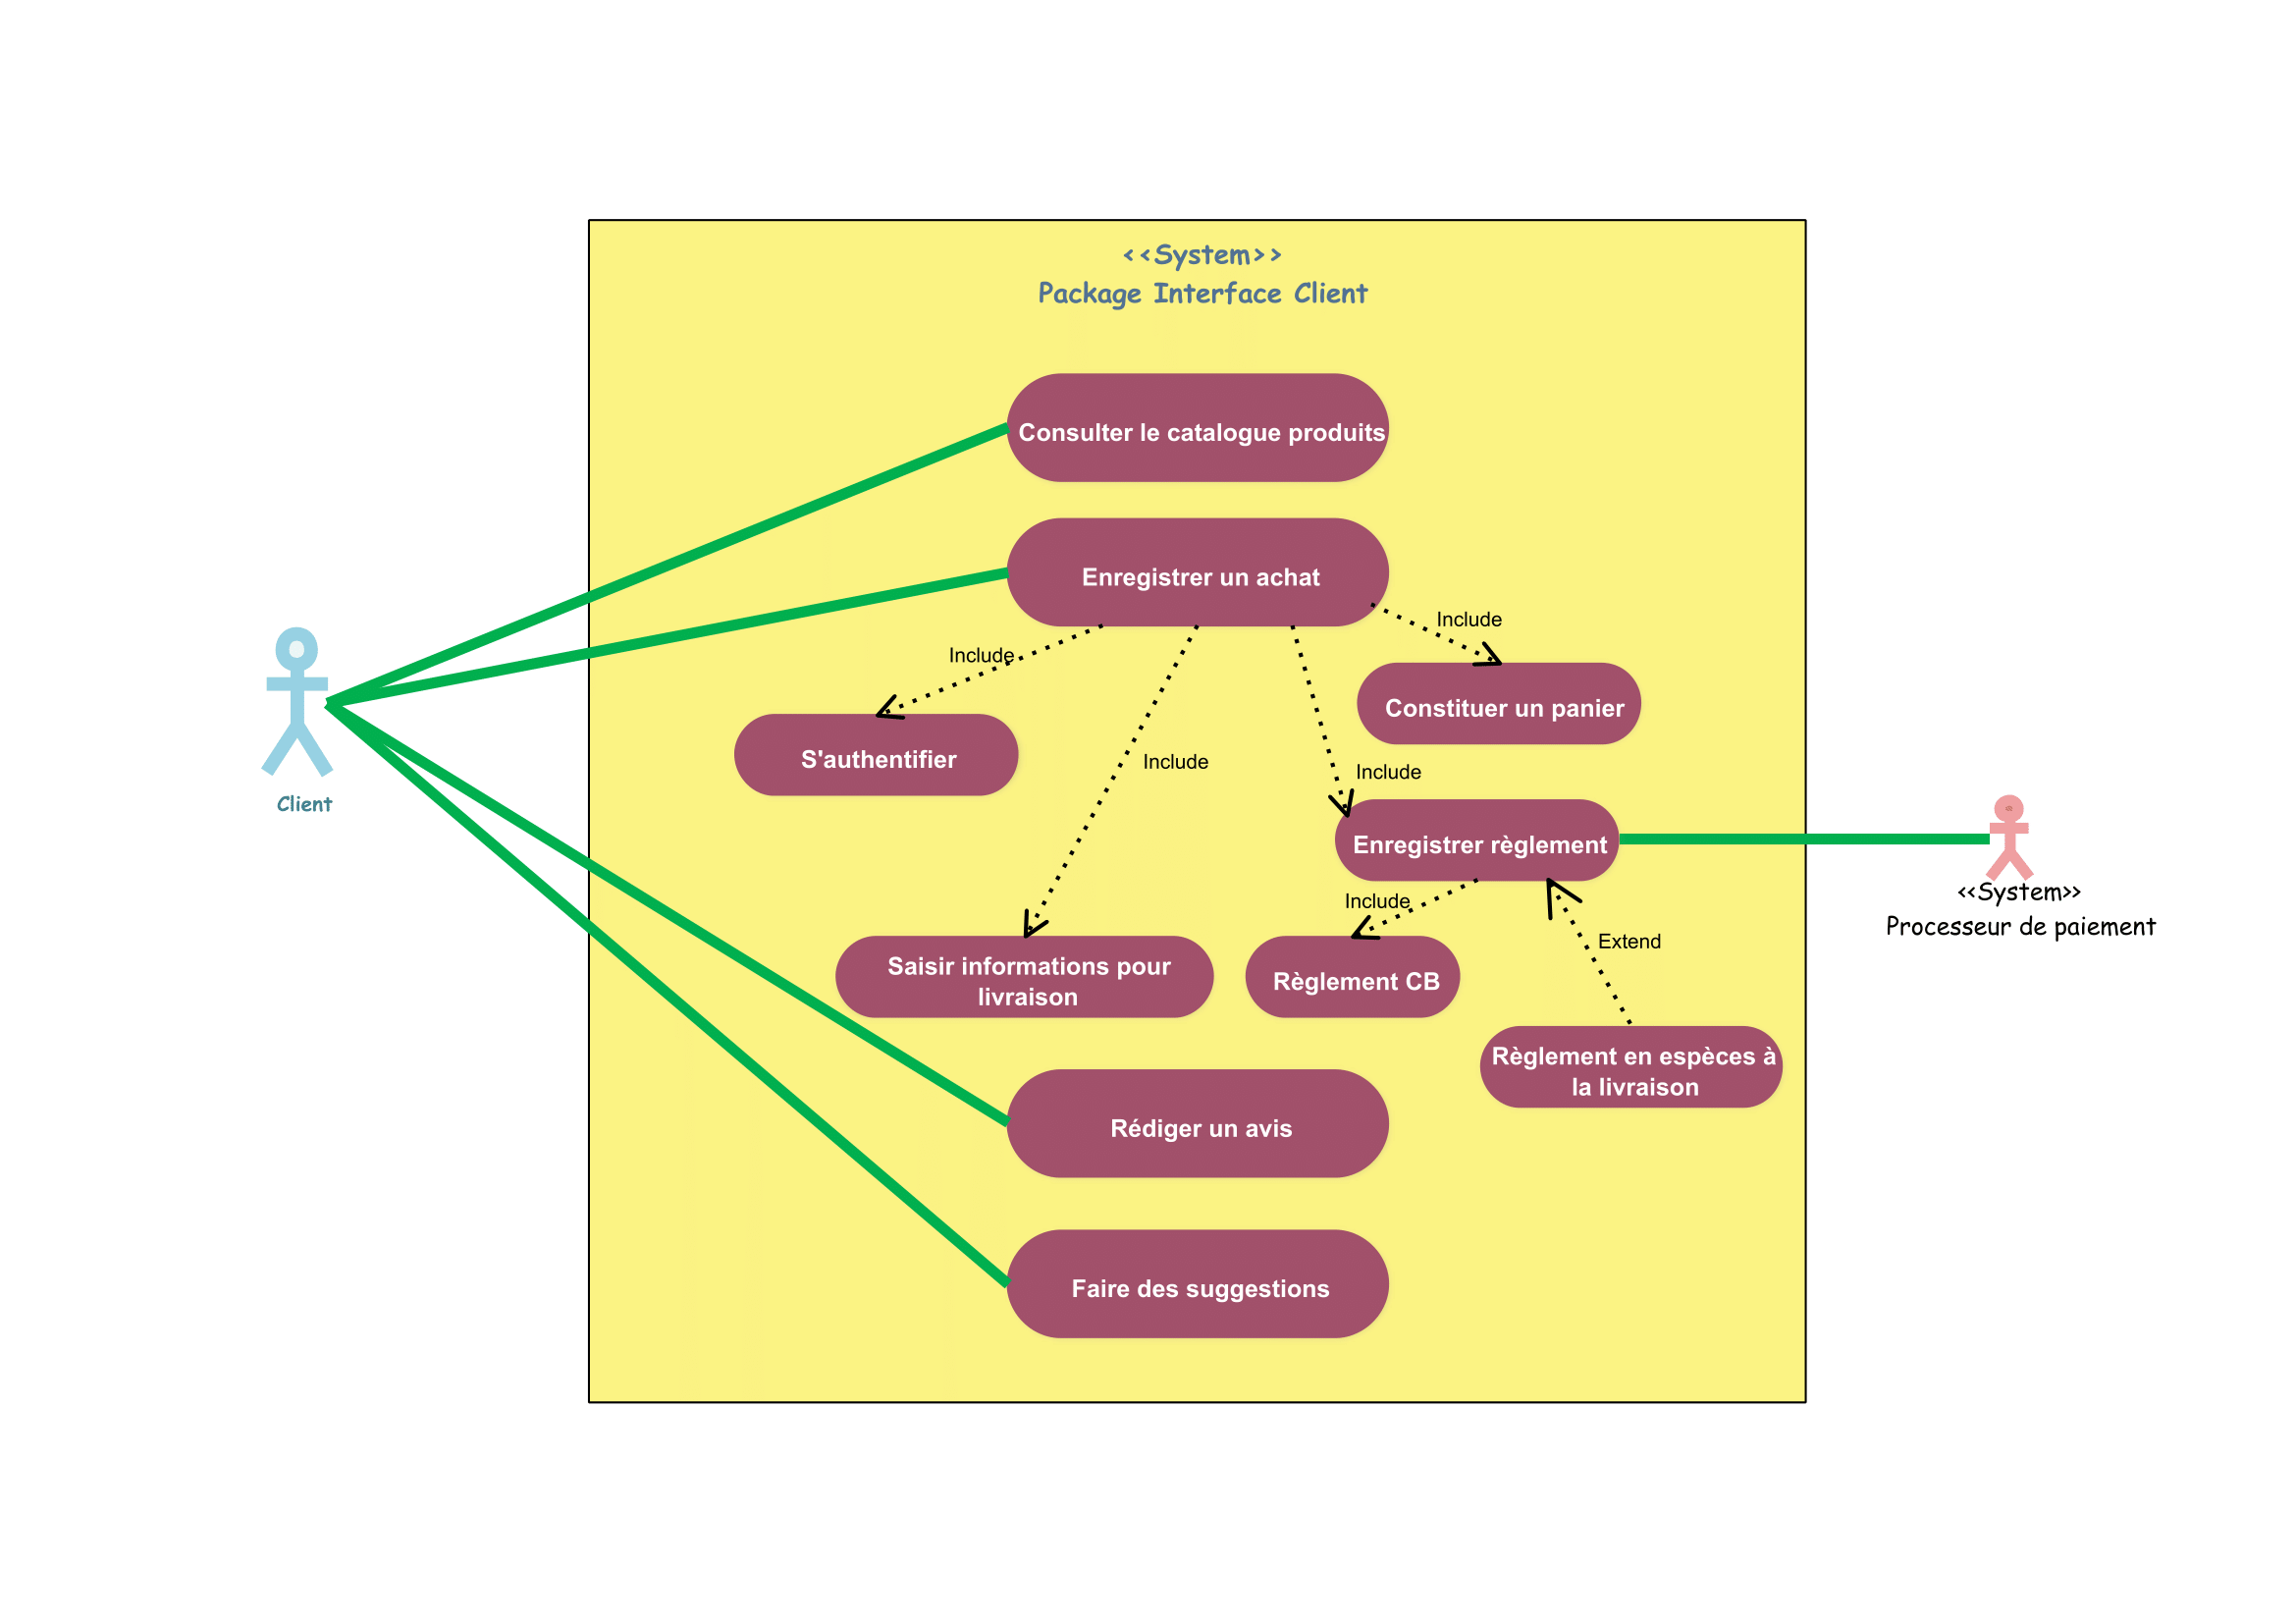 <<System>>
Package Interface Client
Consulter le catalogue produits
Enregistrer un achat
Include
Include
Constituer un panier
S'authentifier
Include
Include
Client
Enregistrer règlement
<<System>>
Processeur de paiement
Include
Extend
Saisir informations pour
livraison
Règlement CB
Règlement en espèces à
la livraison
Rédiger un avis
Faire des suggestions